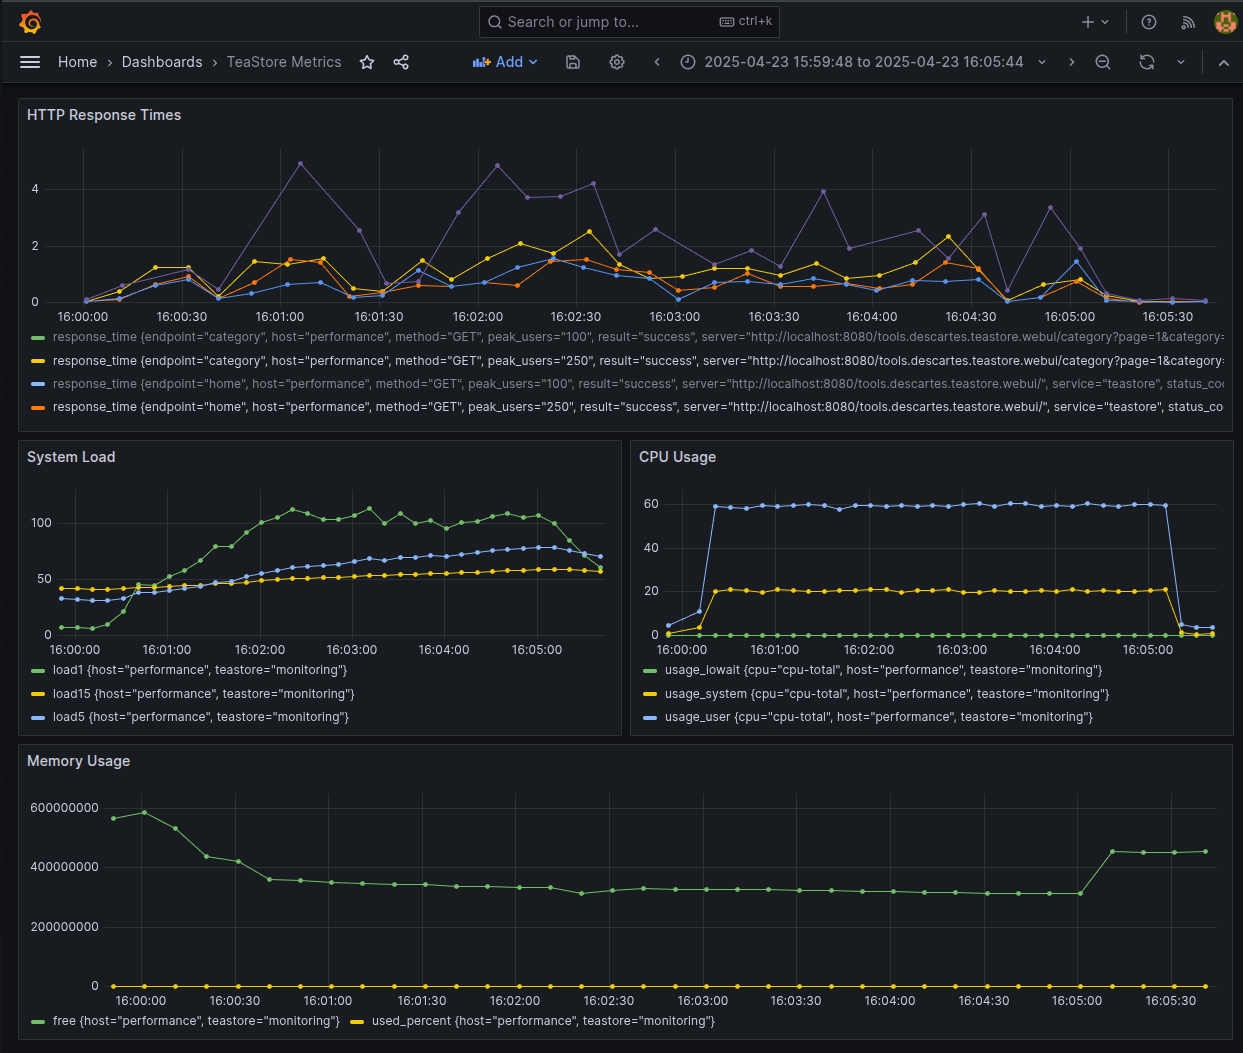 Search or jump to... ctrl+k
Home › Dashboards › TeaStore Metrics Add 2025-04-23 15:59:48 to 2025-04-23 16:05:44
HTTP Response Times
4
2
0
16:00:00 16:00:30 16:01:00 16:01:30 16:02:00 16:02:30 16:03:00 16:03:30 16:04:00 16:04:30 16:05:00 16:05:30
response_time {endpoint="category", host="performance", method="GET", peak_users="100", result="success", server="http://localhost:8080/tools.descartes.teastore.webui/category?page=1&category=
response_time {endpoint="category", host="performance", method="GET", peak_users="250", result="success", server="http://localhost:8080/tools.descartes.teastore.webui/category?page=1&category=
response_time {endpoint="home", host="performance", method="GET", peak_users="100", result="success", server="http://localhost:8080/tools.descartes.teastore.webui/", service="teastore", status_co
response_time {endpoint="home", host="performance", method="GET", peak_users="250", result="success", server="http://localhost:8080/tools.descartes.teastore.webui/", service="teastore", status_co
System Load
100
50
0
16:00:00 16:01:00 16:02:00 16:03:00 16:04:00 16:05:00
load1 {host="performance", teastore="monitoring"}
load15 {host="performance", teastore="monitoring"}
load5 {host="performance", teastore="monitoring"}
CPU Usage
60
40
20
0
16:00:00 16:01:00 16:02:00 16:03:00 16:04:00 16:05:00
usage_iowait {cpu="cpu-total", host="performance", teastore="monitoring"}
usage_system {cpu="cpu-total", host="performance", teastore="monitoring"}
usage_user {cpu="cpu-total", host="performance", teastore="monitoring"}
Memory Usage
600000000
400000000
200000000
0
16:00:00 16:00:30 16:01:00 16:01:30 16:02:00 16:02:30 16:03:00 16:03:30 16:04:00 16:04:30 16:05:00 16:05:30
free {host="performance", teastore="monitoring"} used_percent {host="performance", teastore="monitoring"}